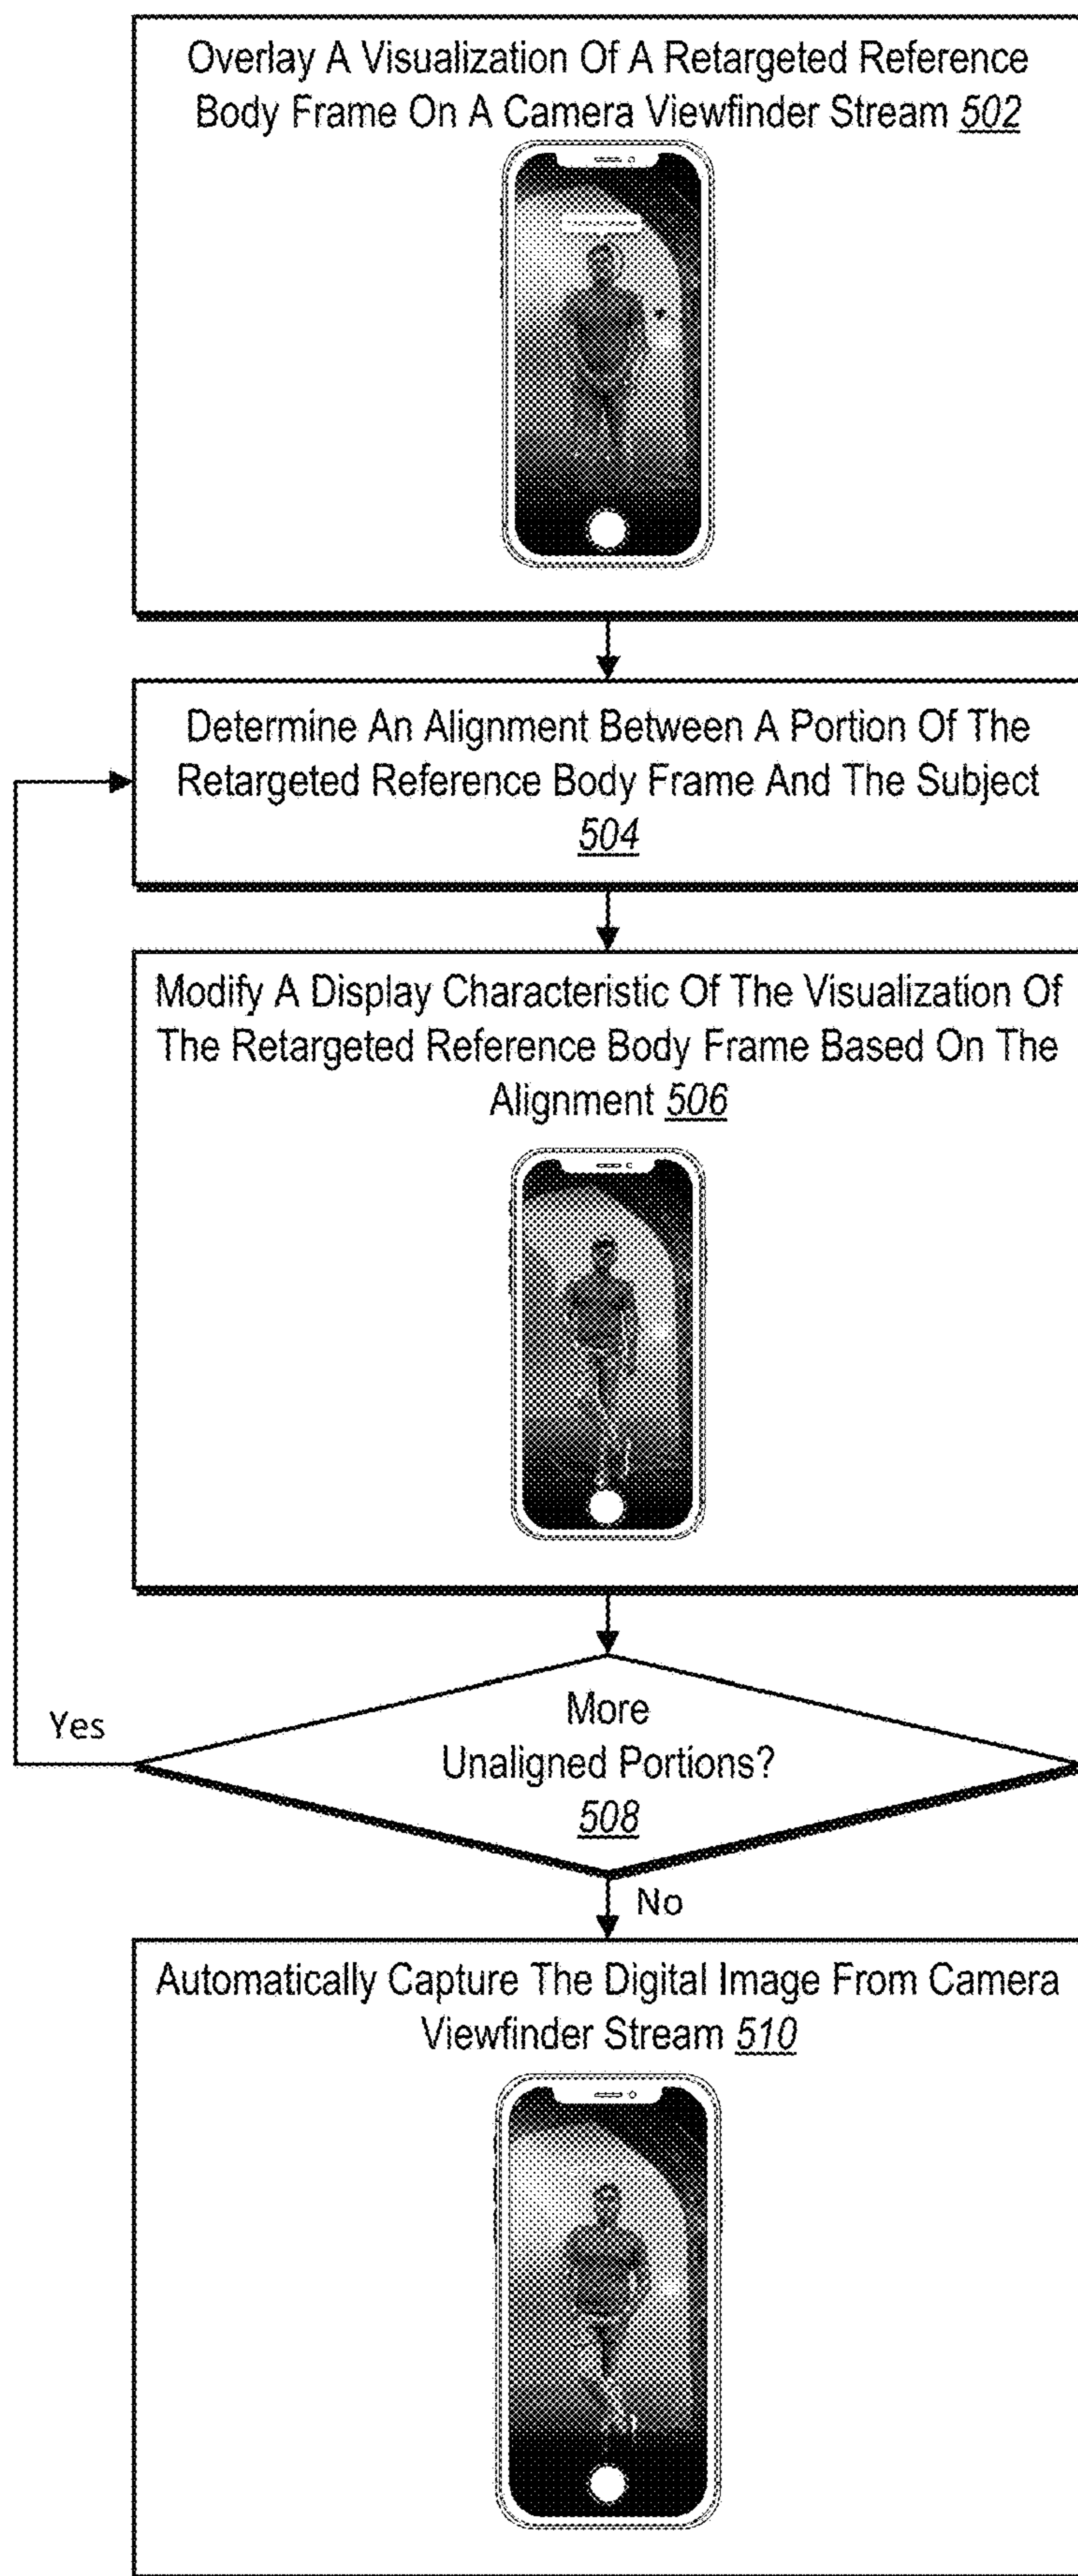 Overlay A Visualization Of A Retargeted Reference
Body Frame On A Camera Viewfinder Stream 502
Determine An Alignment Between A Portion Of The
Retargeted Reference Body Frame And The Subject
504
Modify A Display Characteristic Of The Visualization Of
The Retargeted Reference Body Frame Based On The
Alignment 506
More
Unaligned Portions?
508
Yes
No
Automatically Capture The Digital Image From Camera
Viewfinder Stream 510